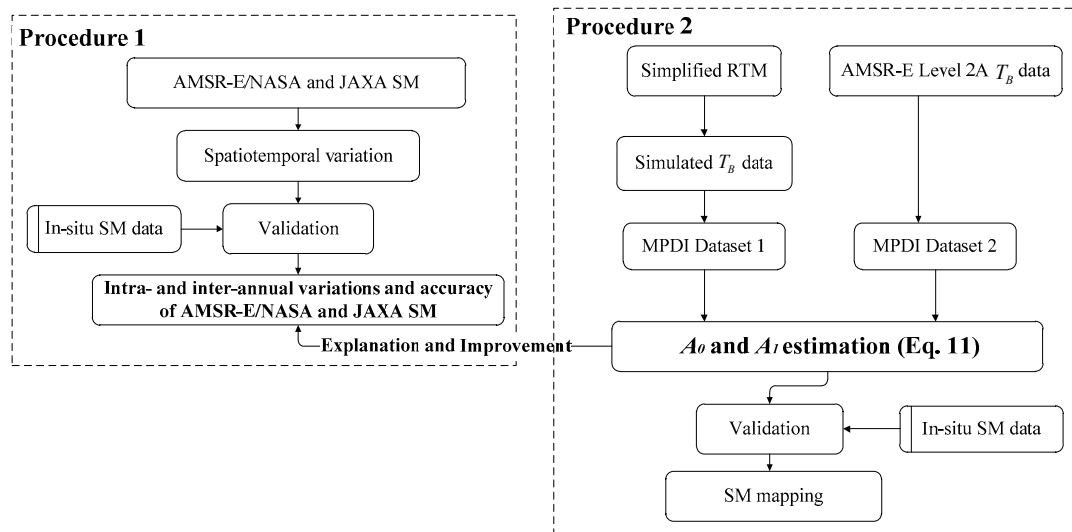 Procedure 1
AMSR-E/NASA and JAXA SM
Spatiotemporal variation
In-situ SM data
Validation
Intra- and inter-annual variations and accuracy
of AMSR-E/NASA and JAXA SM
Explanation and Improvement
Procedure 2
Simplified RTM
AMSR-E Level 2A T_B data
Simulated T_B data
MPDI Dataset 1
MPDI Dataset 2
A0 and A1 estimation (Eq. 11)
Validation
In-situ SM data
SM mapping